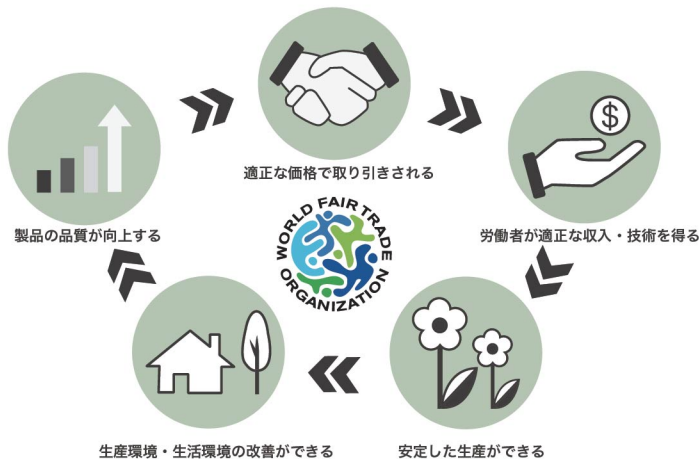 適正な価格で取り引きされる
製品の品質が向上する
労働者が適正な収入・技術を得る
WORLD FAIR TRADE
ORGANIZATION
$
生産環境・生活環境の改善ができる
安定した生産ができる